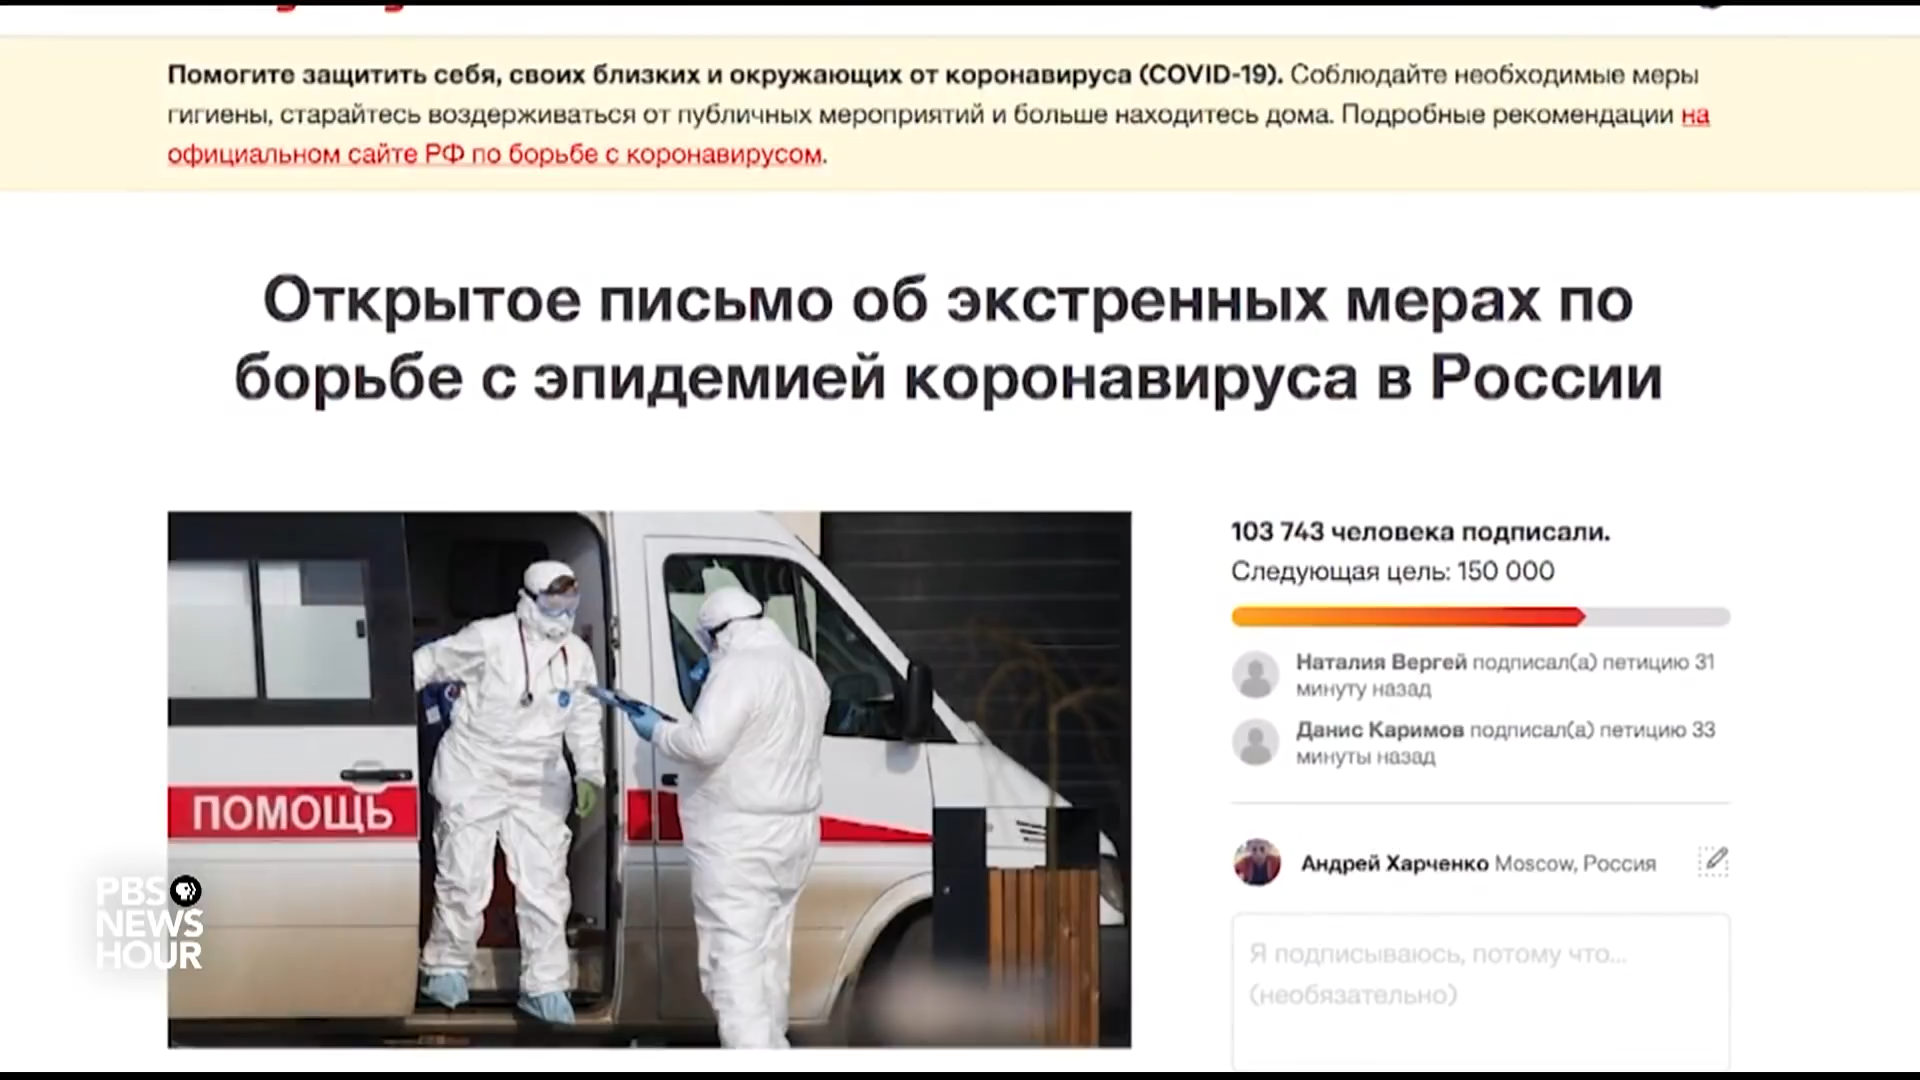 Помогите защитить себя, своих близких и окружающих от коронавируса (COVID-19). Соблюдайте необходимые меры
гигиены, старайтесь воздерживаться от публичных мероприятий и больше находитесь дома. Подробные рекомендации на
официальном сайте РФ по борьбе с коронавирусом.
Открытое письмо об экстренных мерах по
борьбе с эпидемией коронавируса в России
ПОМОЩЬ
103 743 человека подписали.
Следующая цель: 150 000
Наталия Вергей подписал(а) петицию 31
минуту назад
Данис Каримов подписал(а) петицию 33
минуты назад
Андрей Харченко Moscow, Россия
Я подписываюсь, потому что...
(необязательно)
PBS
NEWS
HOUR